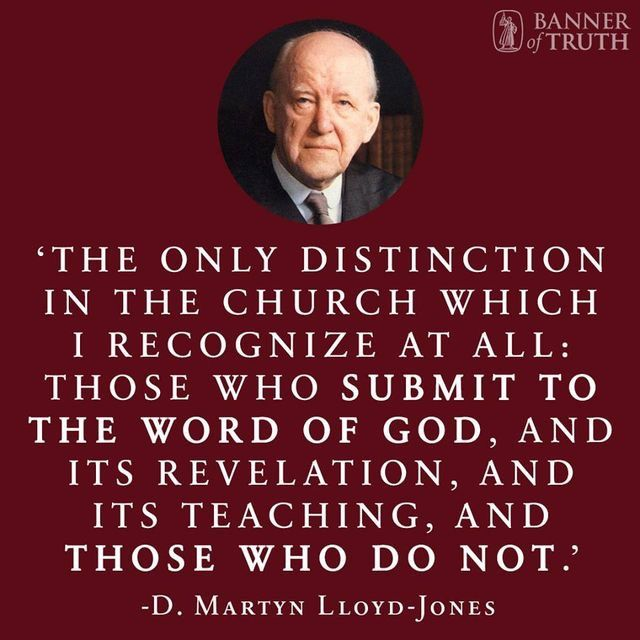 BANNER
of TRUTH
‘THE ONLY DISTINCTION
IN THE CHURCH WHICH
I RECOGNIZE AT ALL:
THOSE WHO SUBMIT TO
THE WORD OF GOD, AND
ITS REVELATION, AND
ITS TEACHING, AND
THOSE WHO DO NOT.’
-D. MARTYN LLOYD-JONES